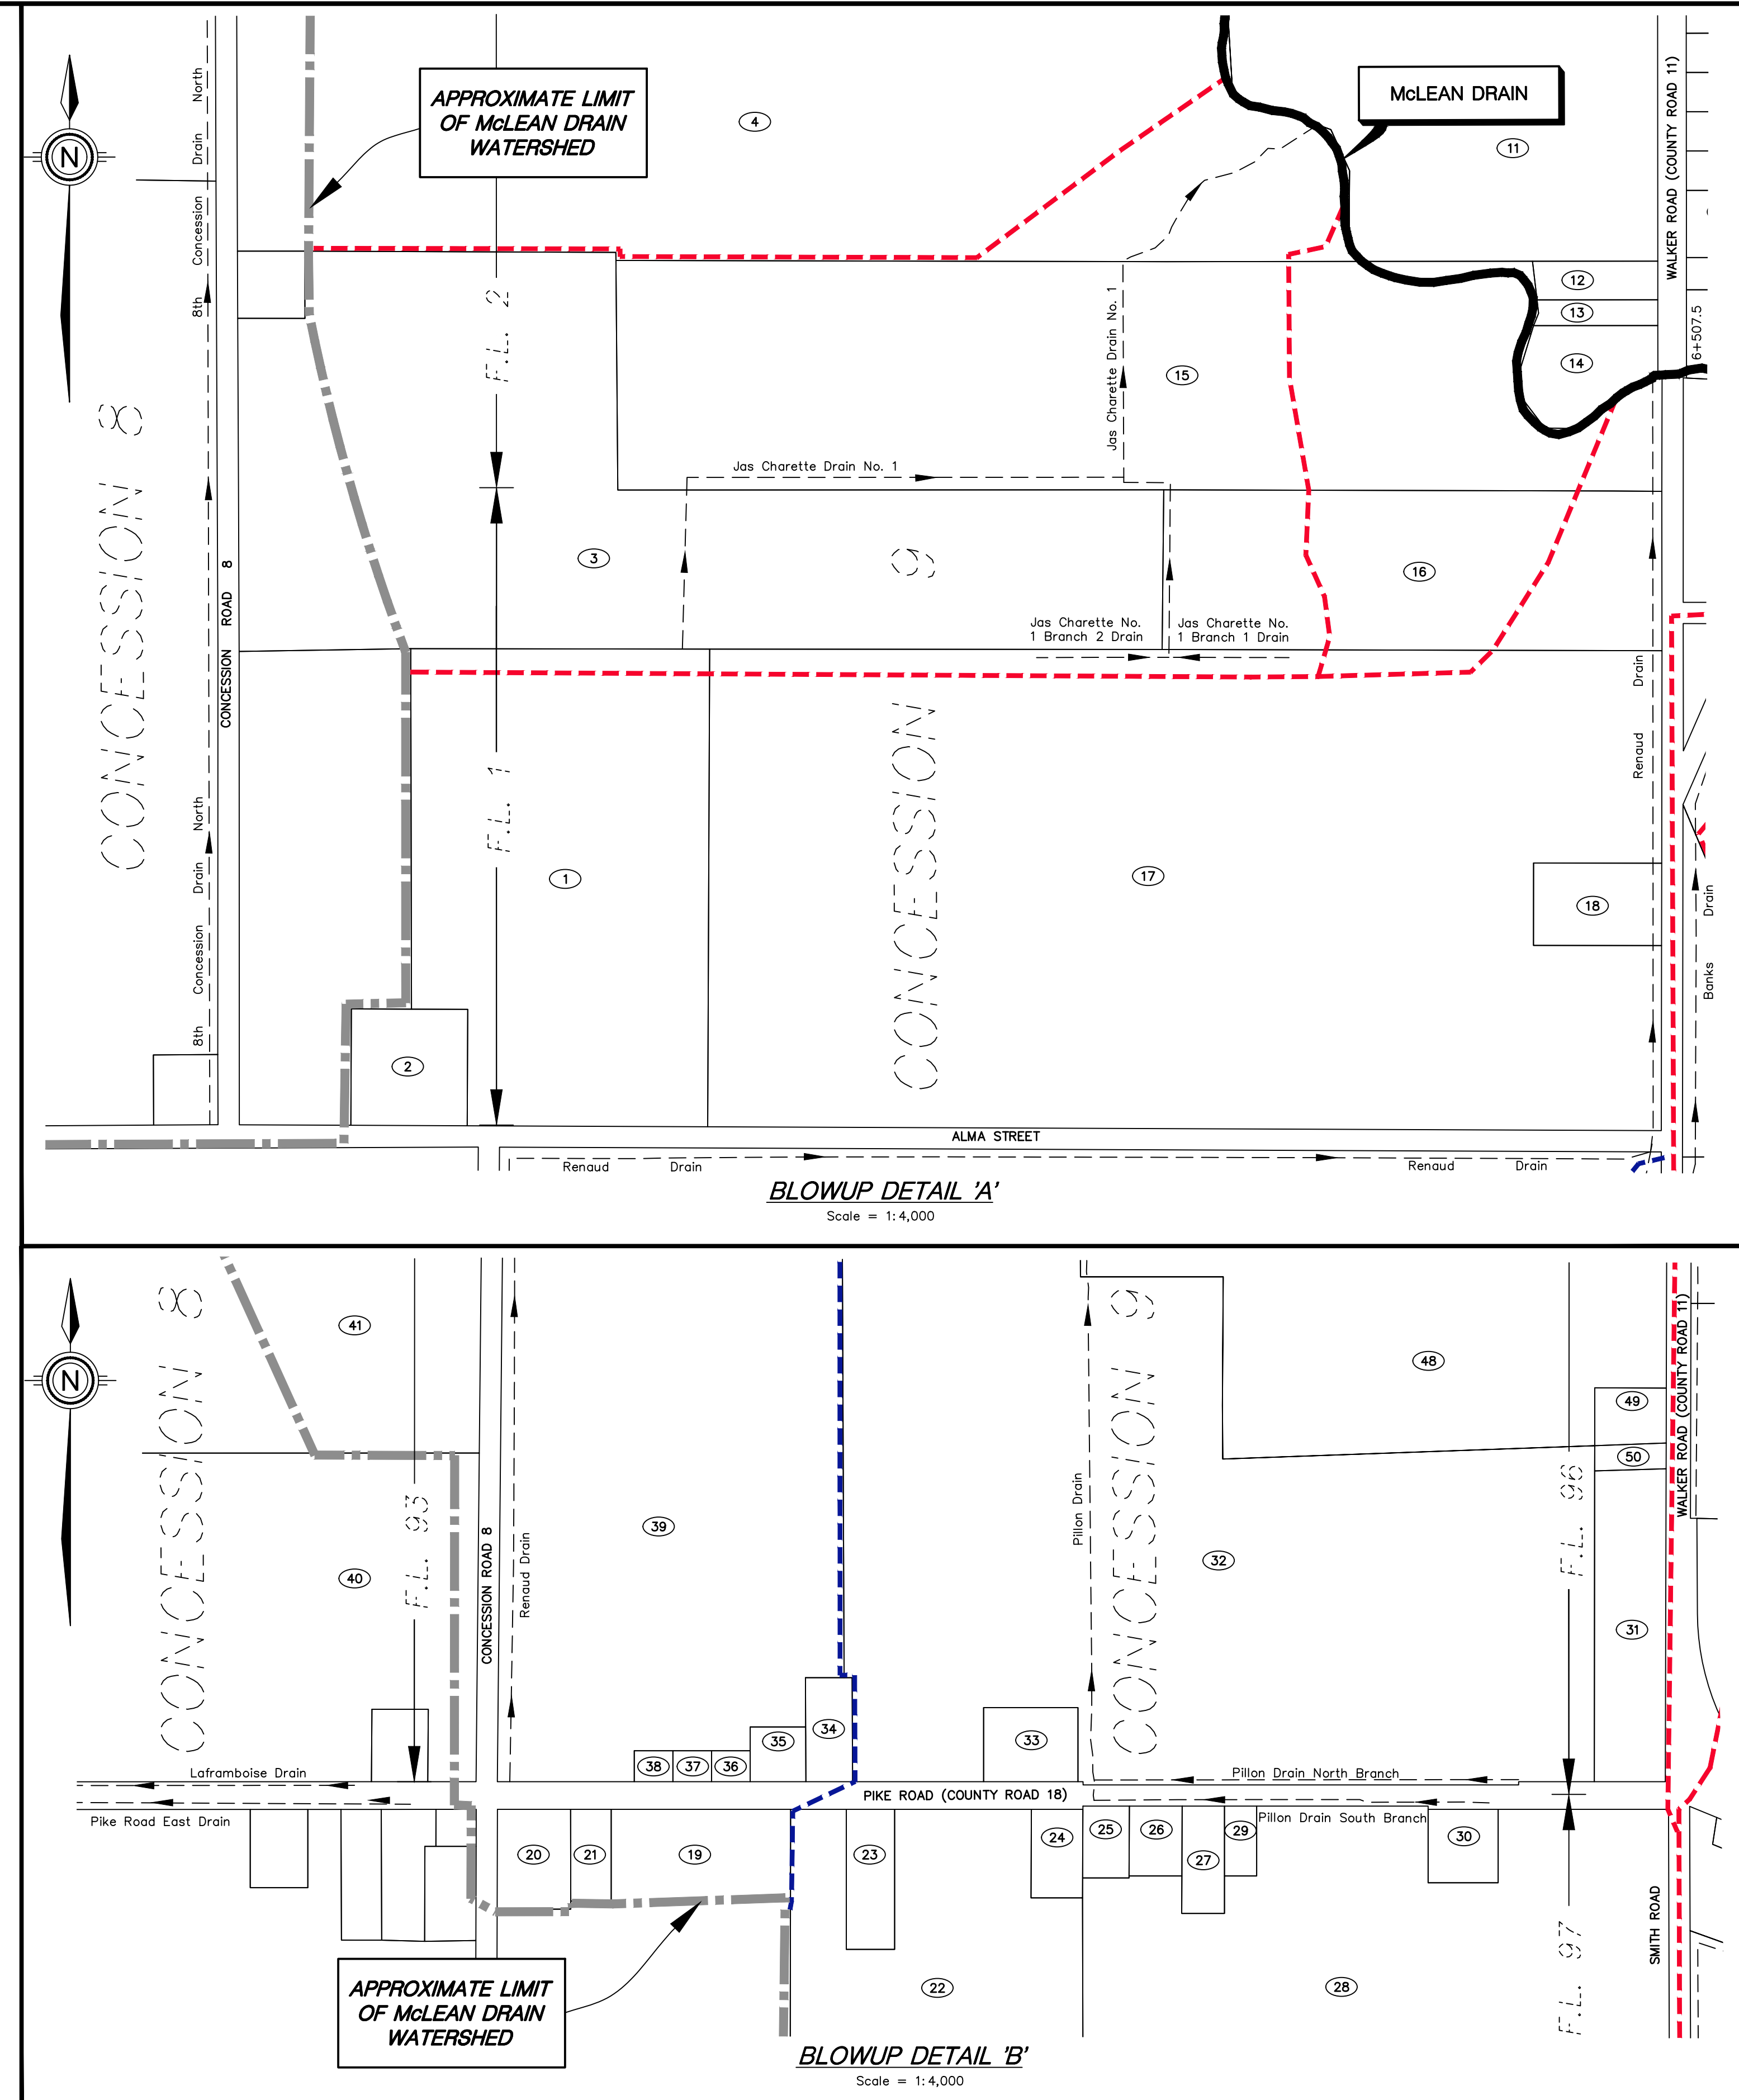 APPROXIMATE LIMIT
OF McLEAN DRAIN
WATERSHED
McLEAN DRAIN
N
8th Concession Drain North
4
11
WALKER ROAD (COUNTY ROAD 11)
12
13
14
6+507.5
F.L. 2
Jas Charette Drain No. 1
15
CONCESSION 8
Jas Charette Drain No. 1
3
9
16
CONCESSION ROAD 8
Jas Charette No.
1 Branch 2 Drain
Jas Charette No.
1 Branch 1 Drain
Renaud Drain
F.L. 1
CONCESSION
1
17
18
8th Concession Drain North
Banks Drain
2
ALMA STREET
Renaud Drain
Renaud Drain
BLOWUP DETAIL 'A'
Scale = 1:4,000
CONCESSION 8
41
N
CONCESSION 9
48
WALKER ROAD (COUNTY ROAD 11)
49
50
F.L. 93
F.L. 96
39
Pillon Drain
32
40
CONCESSION ROAD 8
Renaud Drain
31
34
35
33
38
37
36
Laframboise Drain
Pillon Drain North Branch
PIKE ROAD (COUNTY ROAD 18)
Pike Road East Drain
Pillon Drain South Branch
20
21
19
23
24
25
26
27
29
30
F.L. 97
SMITH ROAD
22
28
APPROXIMATE LIMIT
OF McLEAN DRAIN
WATERSHED
BLOWUP DETAIL 'B'
Scale = 1:4,000